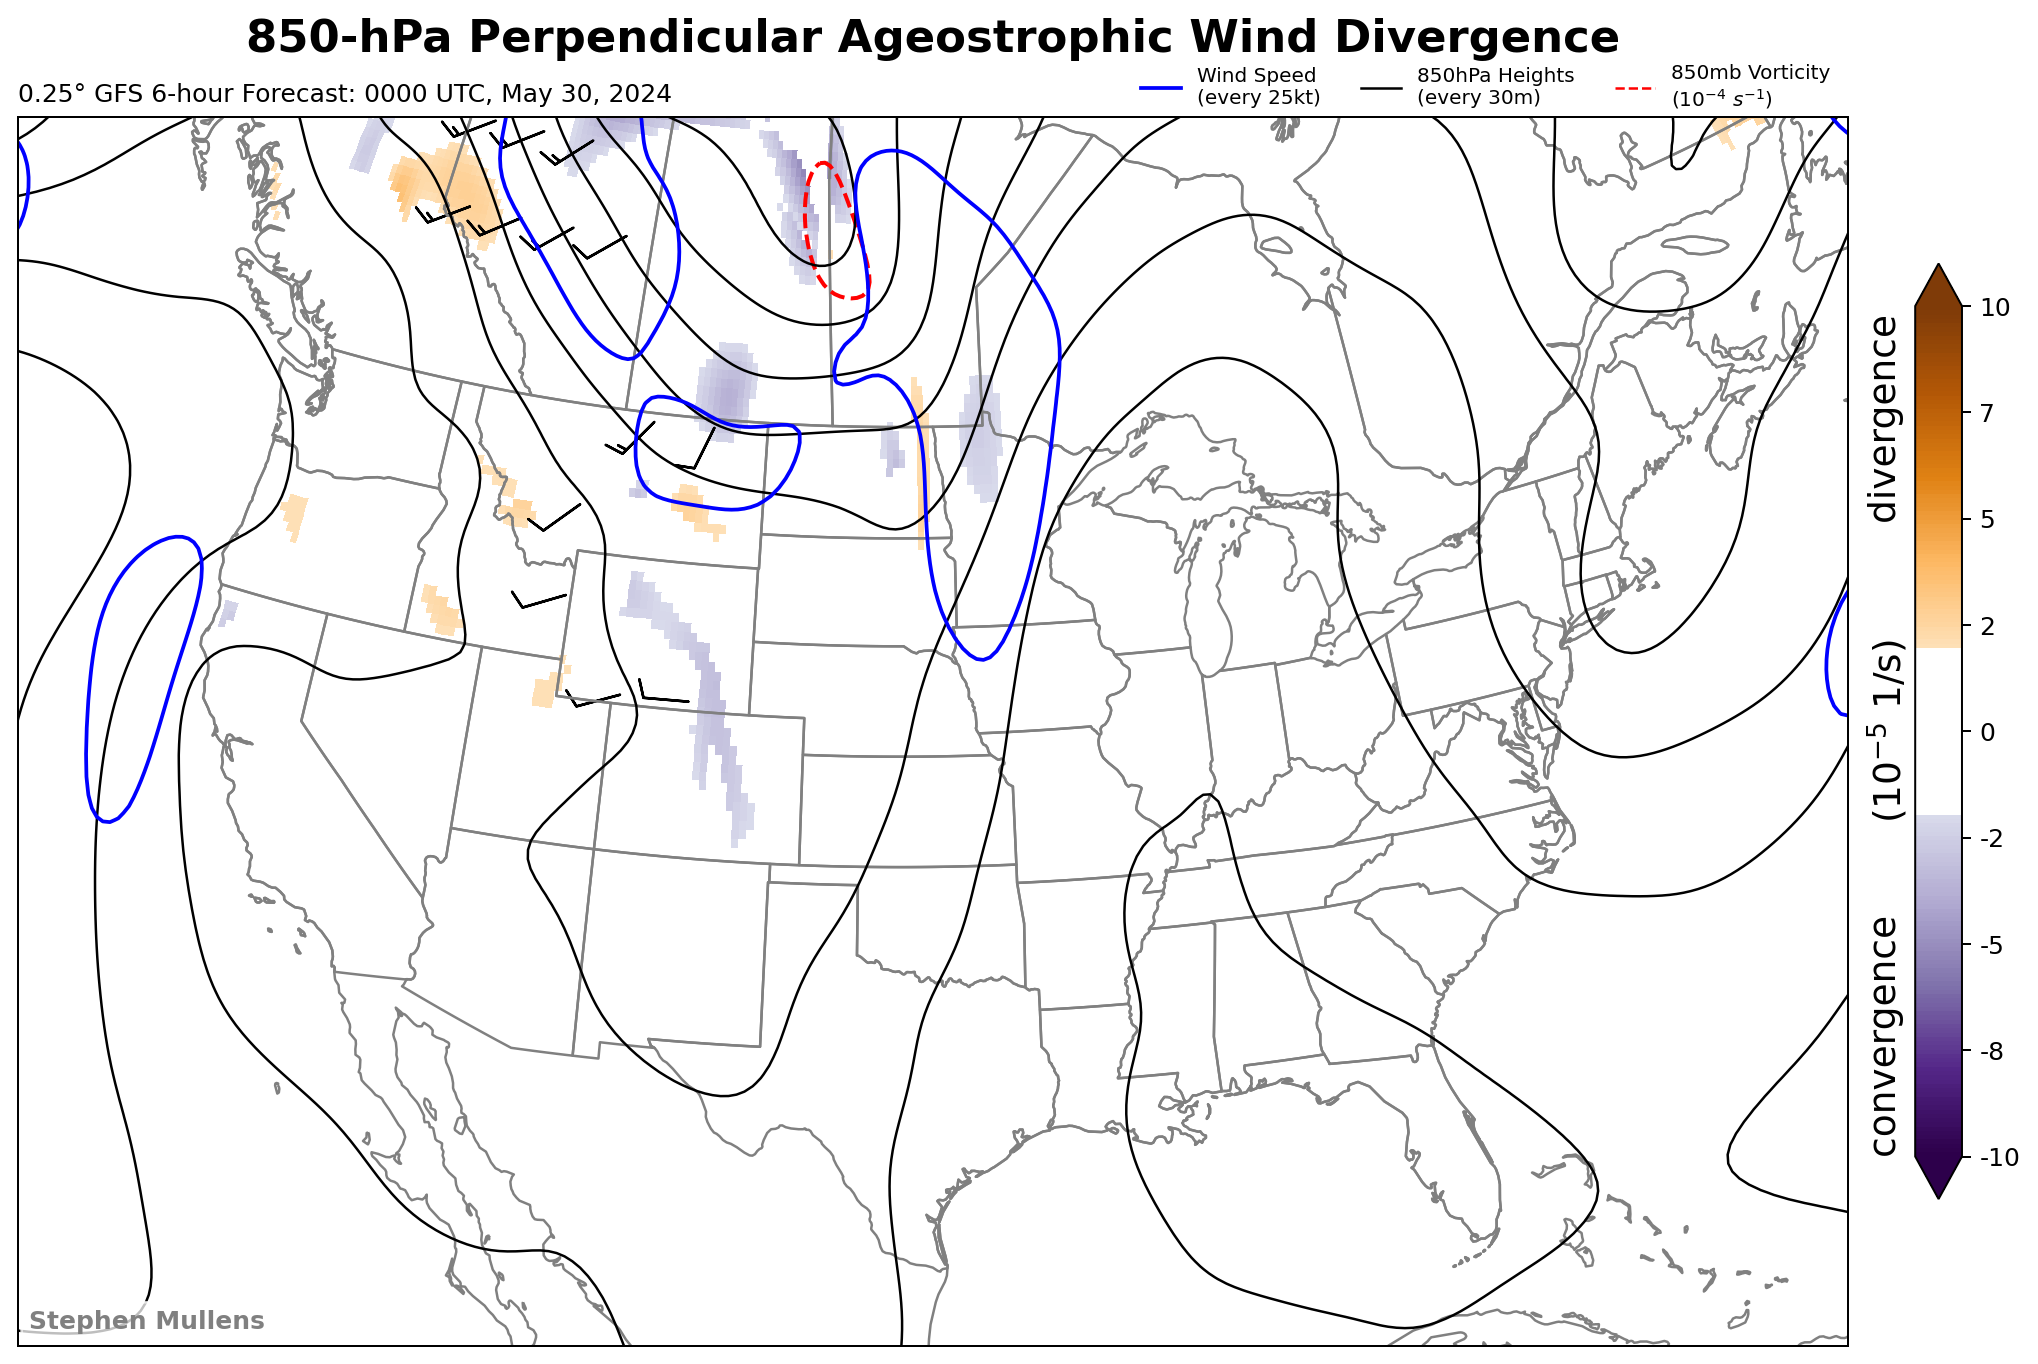 850-hPa Perpendicular Ageostrophic Wind Divergence
0.25° GFS 6-hour Forecast: 0000 UTC, May 30, 2024
Wind Speed
(every 25kt)
850hPa Heights
(every 30m)
850mb Vorticity
(10⁻⁴ s⁻¹)
10
7
5
2
0
-2
-5
-8
-10
convergence (10⁻⁵ 1/s) divergence
Stephen Mullens